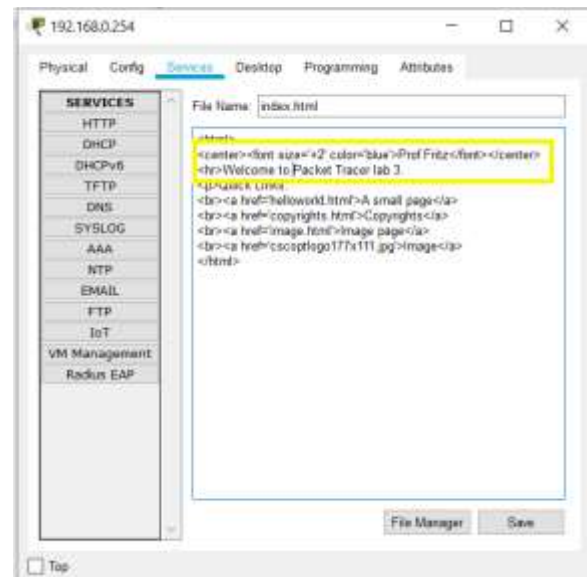 192.168.0.254
Physical Config Services Desktop Programming Attributes
SERVICES
HTTP
DHCP
DHCPv6
TFTP
DNS
SYSLOG
AAA
NTP
EMAIL
FTP
IoT
VM Management
Radius EAP
File Name: index.html
<html>
<center><font size='+2' color='blue'>Prof Fritz</font></center>
<hr>Welcome to Packet Tracer lab 3.
<p>Quick Links:
<br><a href='helloworld.html'>A small page</a>
<br><a href='copyrights.html'>Copyrights</a>
<br><a href='image.html'>Image page</a>
<br><a href='cscoptlogo177x111.jpg'>Image</a>
</html>
File Manager Save
Top